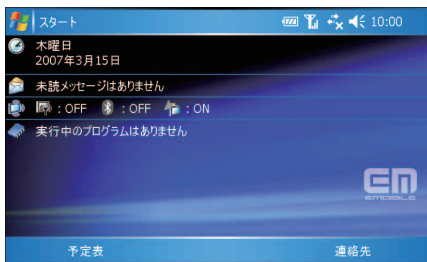 スタート 10:00
木曜日
2007年3月15日
未読メッセージはありません
: OFF : OFF : ON
実行中のプログラムはありません
EM
EMOBILE
予定表 連絡先